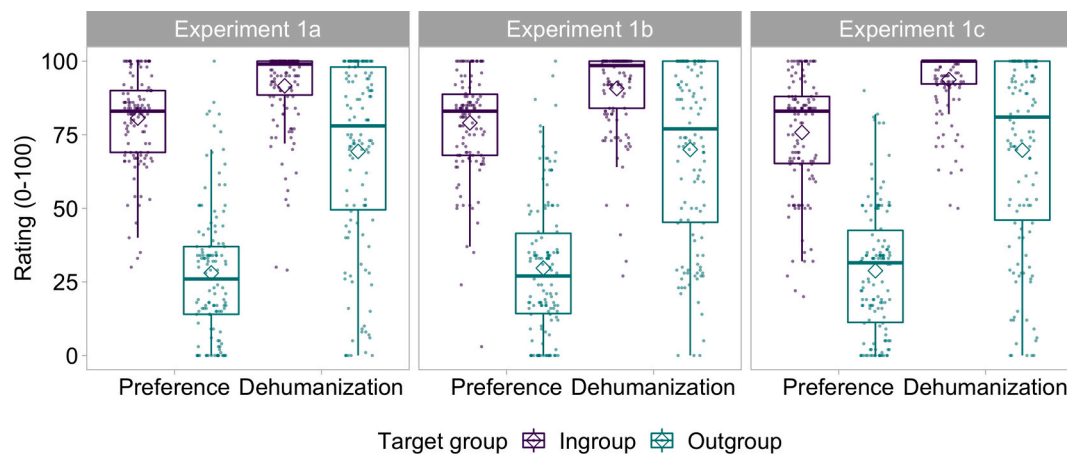 Experiment 1a Experiment 1b Experiment 1c
Rating (0-100)
100
75
50
25
0
Preference Dehumanization Preference Dehumanization Preference Dehumanization
Target group Ingroup Outgroup